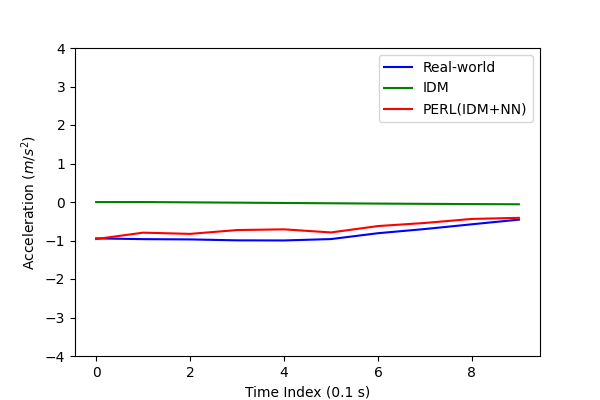 Real-world
IDM
PERL(IDM+NN)
4
3
2
1
0
−1
−2
−3
−4
Acceleration (m/s²)
0 2 4 6 8
Time Index (0.1 s)